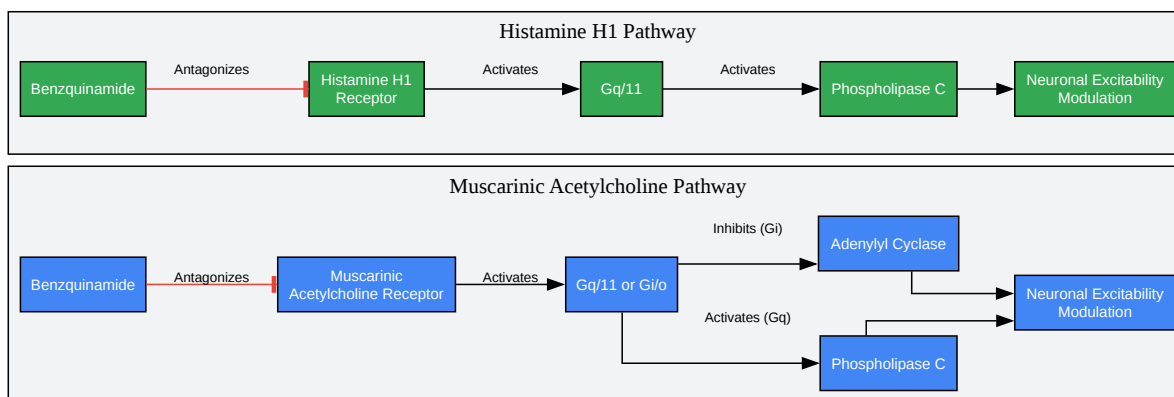 Histamine H1 Pathway
Benzquinamide
Antagonizes
Histamine H1
Receptor
Activates
Gq/11
Activates
Phospholipase C
Neuronal Excitability
Modulation
Muscarinic Acetylcholine Pathway
Benzquinamide
Antagonizes
Muscarinic
Acetylcholine Receptor
Activates
Gq/11 or Gi/o
Inhibits (Gi)
Adenylyl Cyclase
Activates (Gq)
Phospholipase C
Neuronal Excitability
Modulation